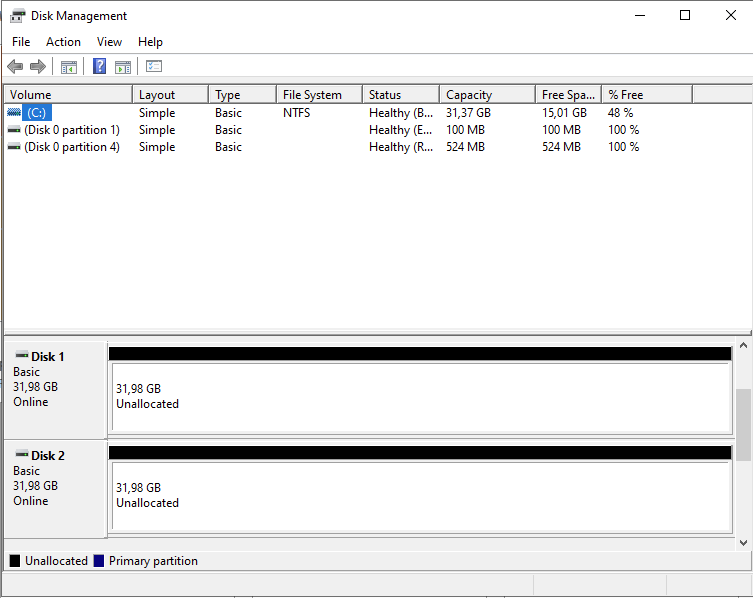 Disk Management
File Action View Help
Volume Layout Type File System Status Capacity Free Spa... % Free
(C:) Simple Basic NTFS Healthy (B... 31,37 GB 15,01 GB 48 %
(Disk 0 partition 1) Simple Basic Healthy (E... 100 MB 100 MB 100 %
(Disk 0 partition 4) Simple Basic Healthy (R... 524 MB 524 MB 100 %
Disk 1
Basic
31,98 GB
Online
31,98 GB
Unallocated
Disk 2
Basic
31,98 GB
Online
31,98 GB
Unallocated
Unallocated Primary partition